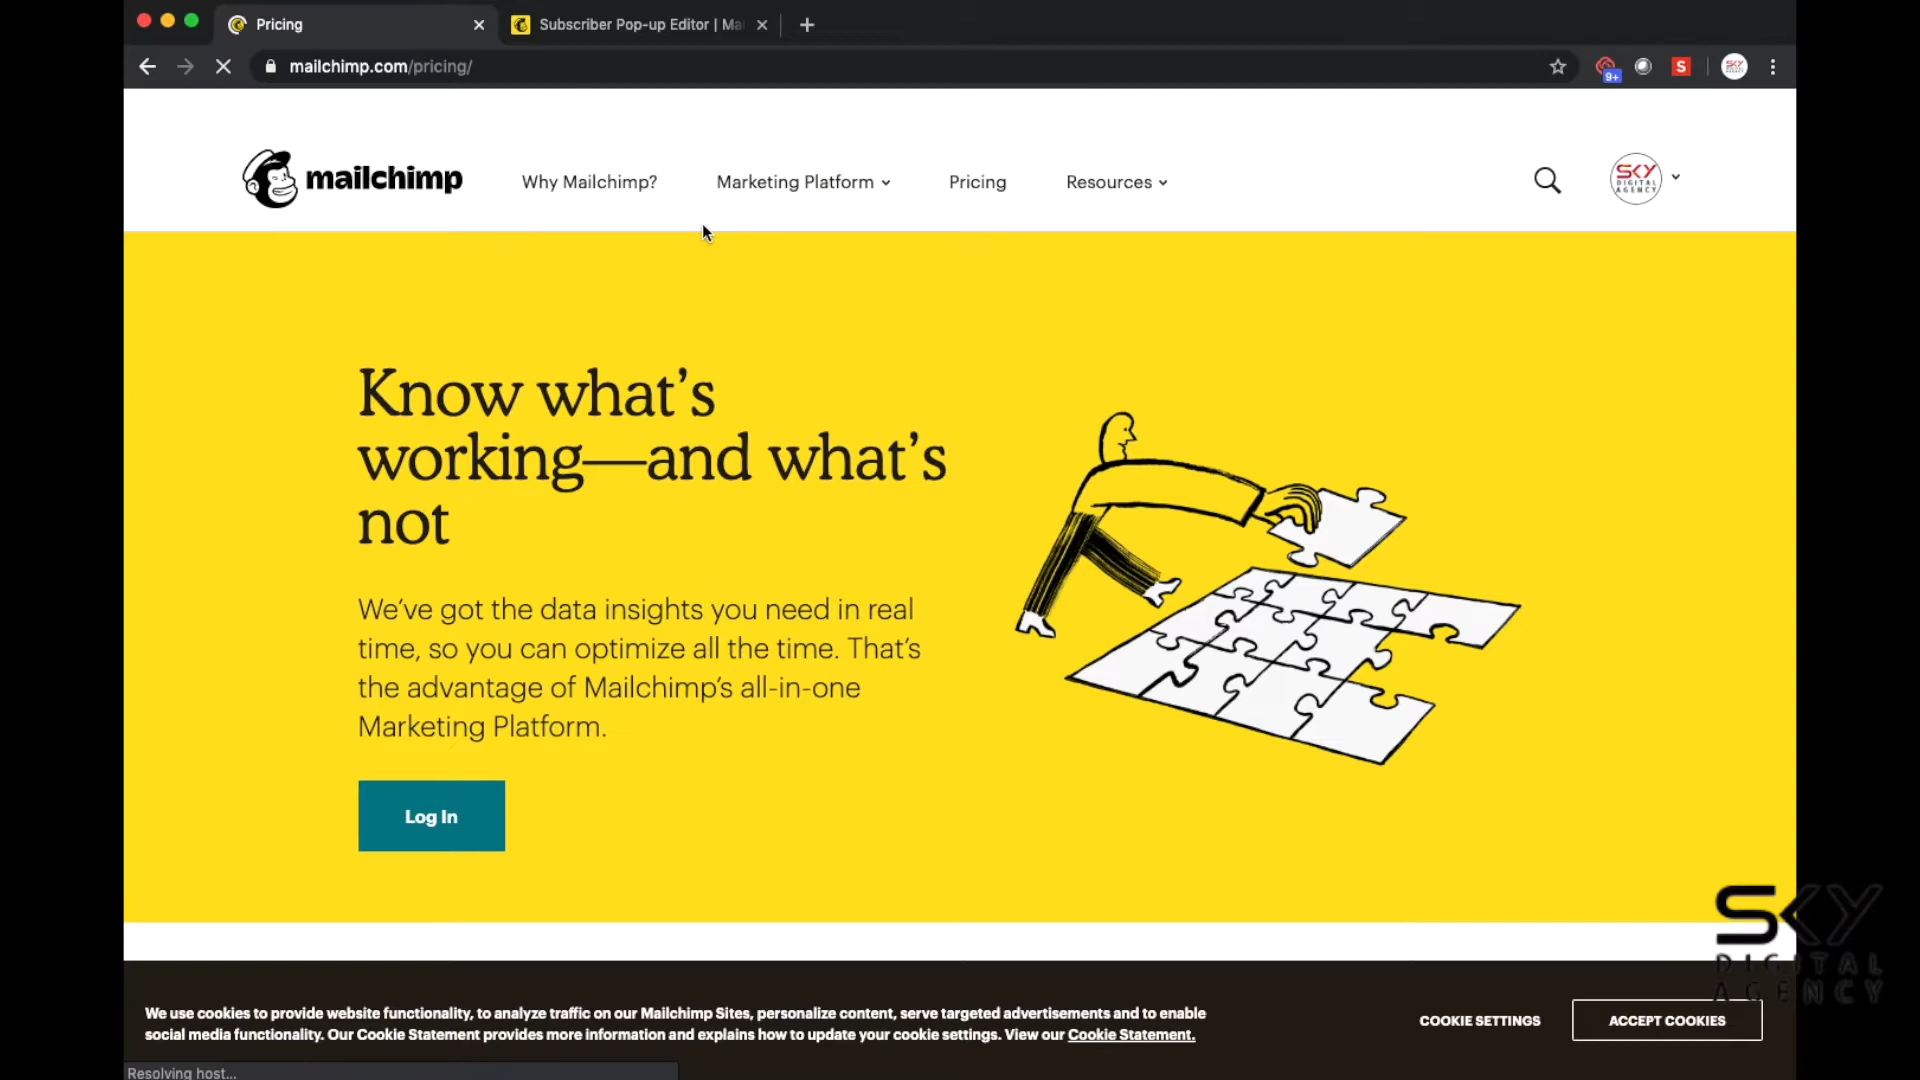 Pricing
Subscriber Pop-up Editor | Ma
mailchimp.com/pricing/
9+
S
SKY
mailchimp
Why Mailchimp?
Marketing Platform
Pricing
Resources
SKY
DIGITAL
AGENCY
Know what's
working—and what's
not
We've got the data insights you need in real
time, so you can optimize all the time. That's
the advantage of Mailchimp's all-in-one
Marketing Platform.
Log In
SKY
DIGITAL
AGENCY
We use cookies to provide website functionality, to analyze traffic on our Mailchimp Sites, personalize content, serve targeted advertisements and to enable
social media functionality. Our Cookie Statement provides more information and explains how to update your cookie settings. View our Cookie Statement.
COOKIE SETTINGS
ACCEPT COOKIES
Resolving host...